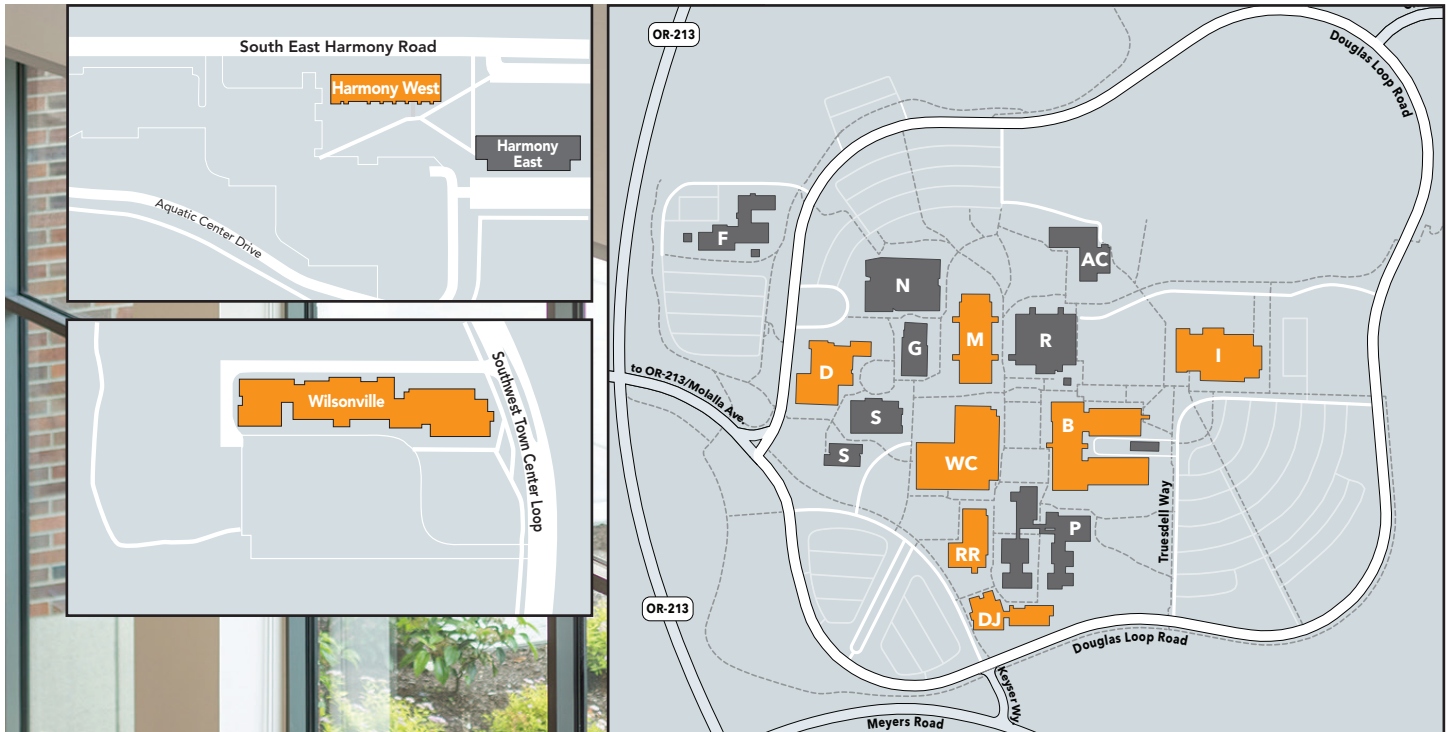 South East Harmony Road
Harmony West
Harmony
East
Aquatic Center Drive
Wilsonville
Southwest Town Center Loop
OR-213
Douglas Loop Road
F
AC
N
G
M
R
I
D
to OR-213/Molalla Ave.
S
B
S
WC
Truesdell Way
P
RR
OR-213
DJ
Douglas Loop Road
Keyser Wy
Meyers Road